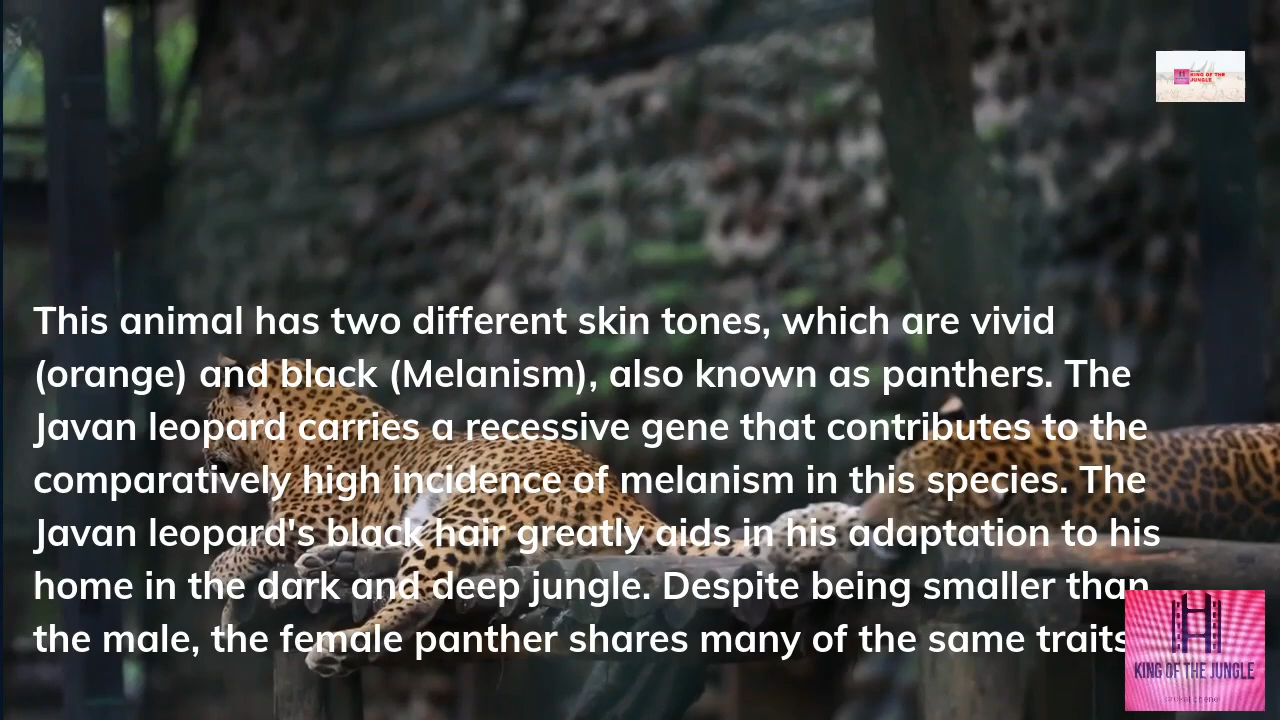 KING OF THE
JUNGLE
This animal has two different skin tones, which are vivid
(orange) and black (Melanism), also known as panthers. The
Javan leopard carries a recessive gene that contributes to the
comparatively high incidence of melanism in this species. The
Javan leopard's black hair greatly aids in his adaptation to his
home in the dark and deep jungle. Despite being smaller than
the male, the female panther shares many of the same traits
KING OF THE JUNGLE